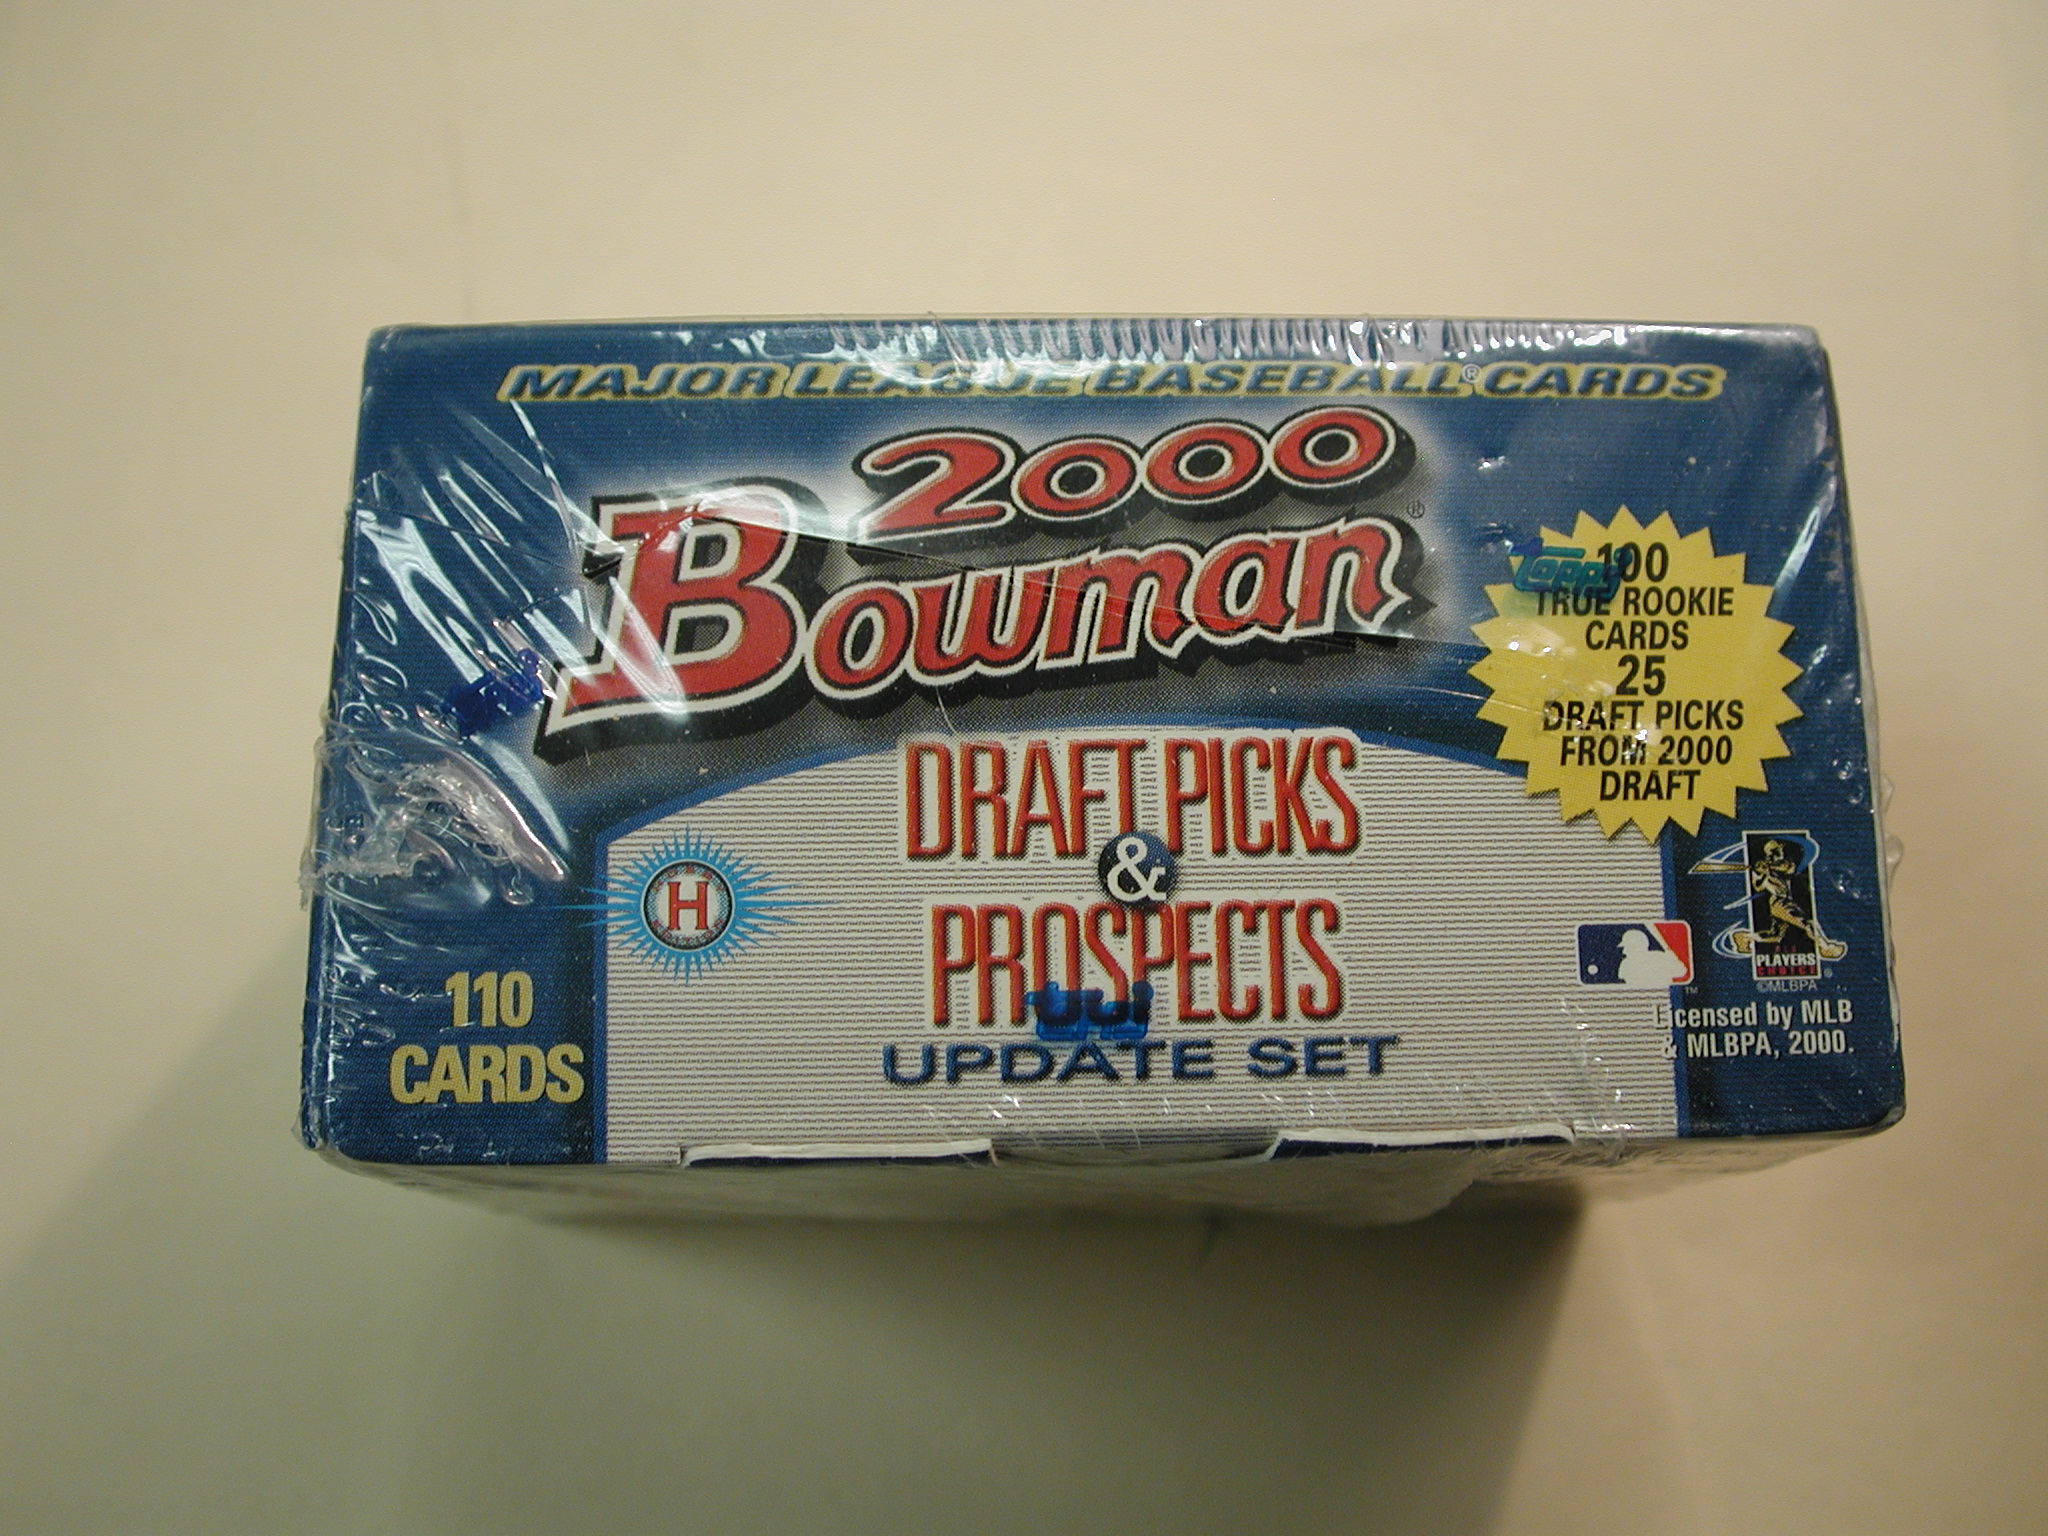 MAJOR LEAGUE BASEBALL® CARDS
2000
Bowman®
topps
100
TRUE ROOKIE
CARDS
25
DRAFT PICKS
FROM 2000
DRAFT
DRAFT PICKS
&
PROSPECTS
UPDATE SET
H
110
CARDS
PLAYERS
CHOICE
®
©MLBPA
TM
Licensed by MLB
& MLBPA, 2000.